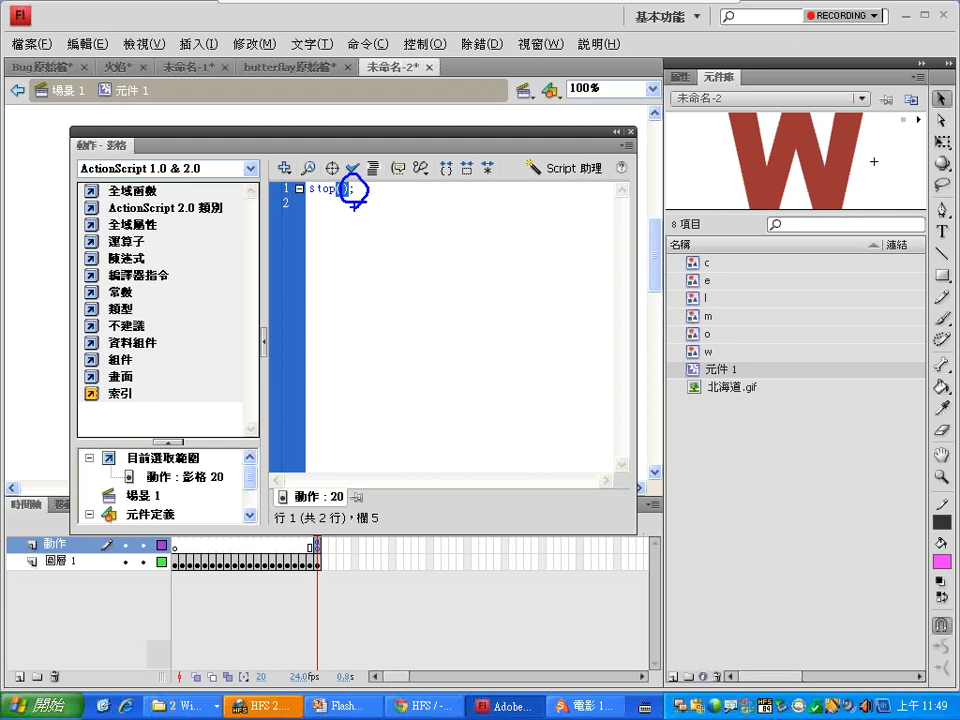 Fl
基本功能
RECORDING
檔案(F) 編輯(E) 檢視(V) 插入(I) 修改(M) 文字(T) 命令(C) 控制(O) 除錯(D) 視窗(W) 說明(H)
Bug原始檔* 火焰* 未命名-1* butterflay原始檔* 未命名-2*
場景 1 元件 1
100%
屬性 元件庫
未命名-2
W
8 項目
名稱 連結
c
e
l
m
o
w
元件 1
北海道.gif
動作 - 影格
ActionScript 1.0 & 2.0
Script 助理
全域函數
ActionScript 2.0 類別
全域屬性
運算子
陳述式
編譯器指令
常數
類型
不建議
資料組件
組件
畫面
索引
1 stop();
2
目前選取範圍
動作：影格 20
場景 1
元件定義
動作：20
行 1 (共 2 行)，欄 5
時間軸
動作
圖層 1
20 24.0fps 0.8s
開始
2 Wi...
HFS 2....
Flash...
HFS / -...
Adobe...
電影 1...
上午 11:49